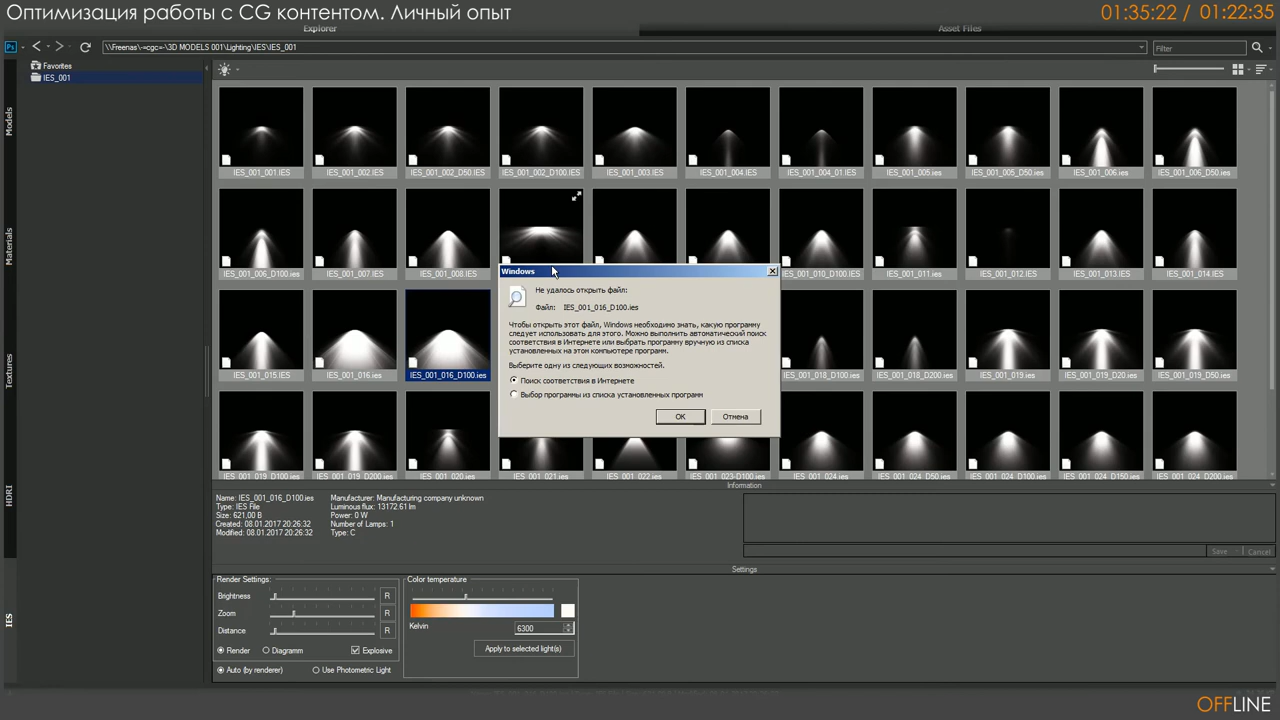 Оптимизация работы с CG контентом. Личный опыт
01:35:22 / 01:22:35
Explorer
Asset Files
Ps
\\Freenas\-=cgc=-\3D MODELS 001\Lighting\IES\IES_001
Filter
Favorites
IES_001
Models
Materials
Textures
HDRI
IES
IES_001_001.IES
IES_001_002.IES
IES_001_002_D50.IES
IES_001_002_D100.IES
IES_001_003.IES
IES_001_004.IES
IES_001_004_01.IES
IES_001_005.ies
IES_001_005_D50.ies
IES_001_006.ies
IES_001_006_D50.ies
IES_001_006_D100.ies
IES_001_007.ies
IES_001_008.IES
IES_001_010_D100.IES
IES_001_011.ies
IES_001_012.IES
IES_001_013.ies
IES_001_014.ies
IES_001_015.IES
IES_001_016.ies
IES_001_016_D100.ies
IES_001_018_D100.ies
IES_001_018_D200.ies
IES_001_019.ies
IES_001_019_D20.ies
IES_001_019_D50.ies
IES_001_019_D100.ies
IES_001_019_D200.ies
IES_001_020.ies
IES_001_021.ies
IES_001_022.ies
IES_001_023-D100.ies
IES_001_024.ies
IES_001_024_D50.ies
IES_001_024_D100.ies
IES_001_024_D150.ies
IES_001_024_D200.ies
Windows
Не удалось открыть файл:
Файл: IES_001_016_D100.ies
Чтобы открыть этот файл, Windows необходимо знать, какую программу
следует использовать для этого. Можно выполнить автоматический поиск
соответствия в Интернете или выбрать программу вручную из списка
установленных на этом компьютере программ.
Выберите одну из следующих возможностей.
Поиск соответствия в Интернете
Выбор программы из списка установленных программ
OK
Отмена
Information
Name: IES_001_016_D100.ies
Type: IES File
Size: 621,00 B
Created: 08.01.2017 20:26:32
Modified: 08.01.2017 20:26:32
Manufacturer: Manufacturing company unknown
Luminous flux: 13172.61 lm
Power: 0 W
Number of Lamps: 1
Type: C
Save
Cancel
Settings
Render Settings:
Brightness
R
Zoom
R
Distance
R
Render
Diagramm
Explosive
Auto (by renderer)
Use Photometric Light
Color temperature
Kelvin
6300
Apply to selected light(s)
OFFLINE